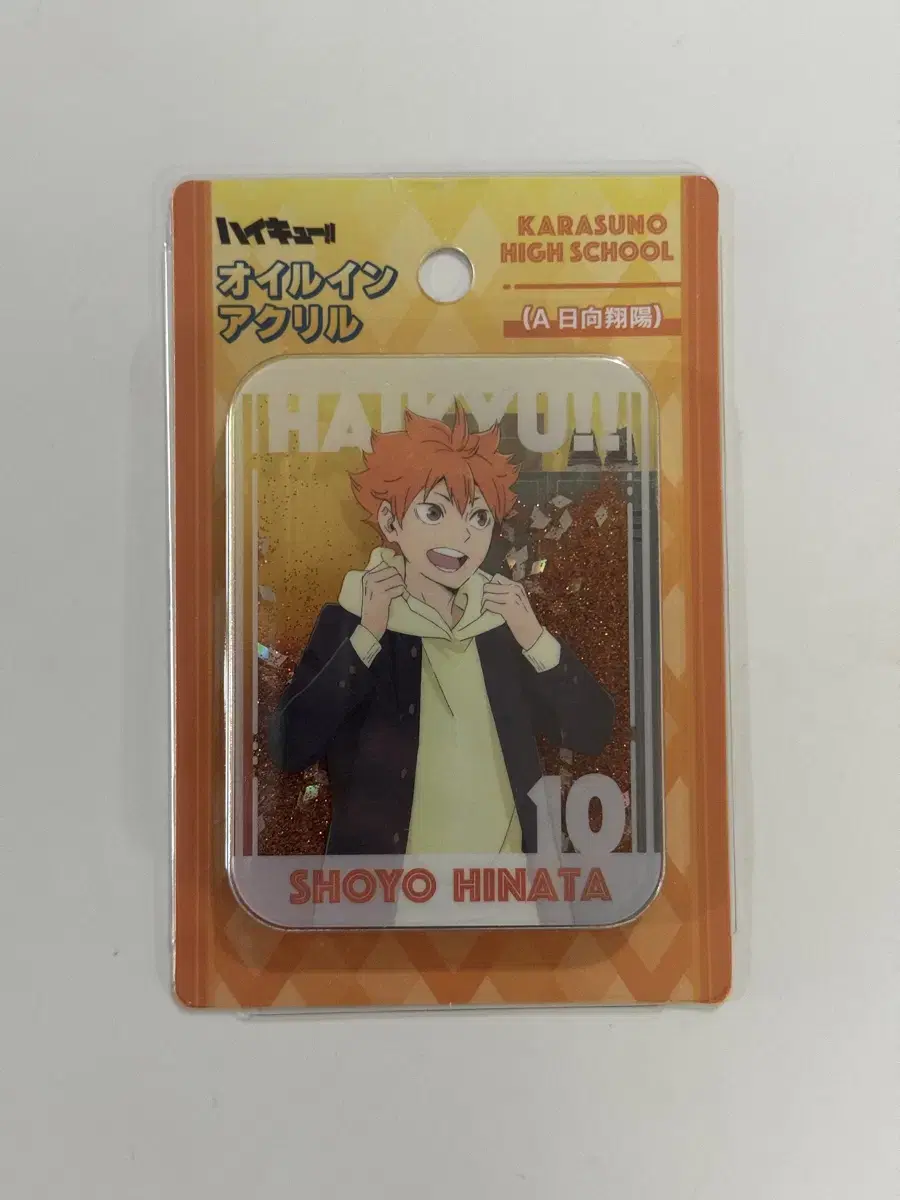 ハイキュー!!
オイルイン
アクリル
KARASUNO
HIGH SCHOOL
(A 日向翔陽)
HAIKYU!!
10
SHOYO HINATA